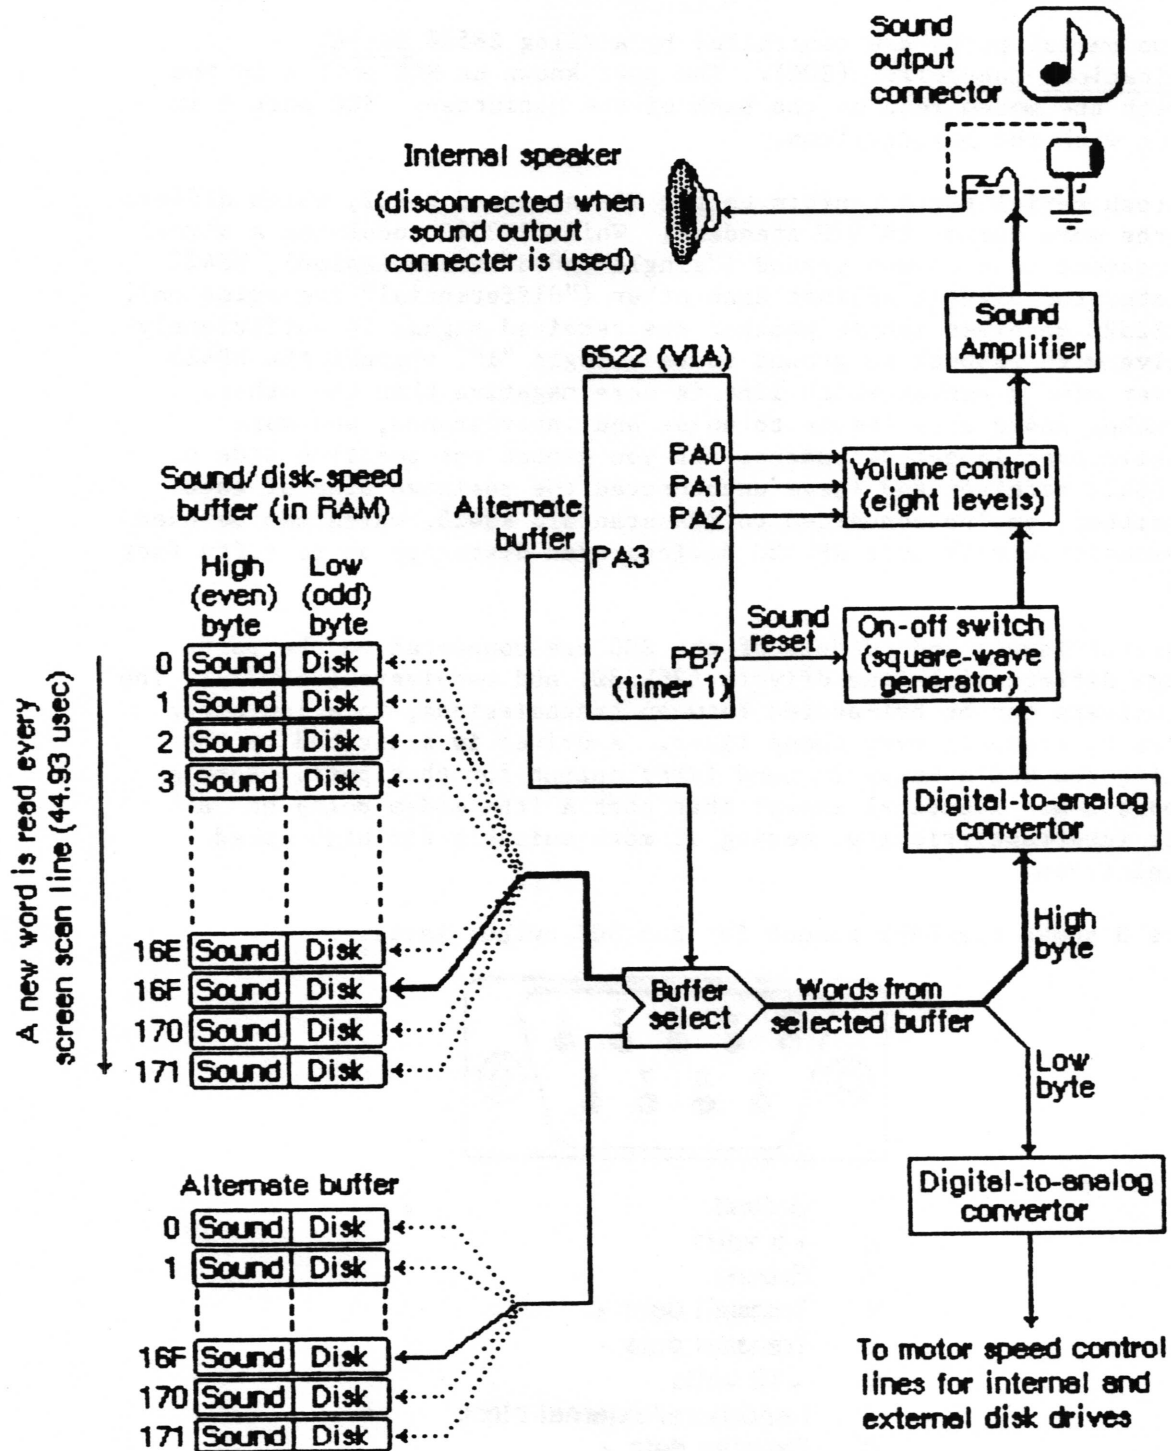 Sound
output
connector
Internal speaker
(disconnected when
sound output
connecter is used)
Sound
Amplifier
6522 (VIA)
PA0
PA1
PA2
Volume control
(eight levels)
Sound/disk-speed
buffer (in RAM)
Alternate
buffer
PA3
High
(even)
byte
Low
(odd)
byte
Sound
reset
PB7
(timer 1)
On-off switch
(square-wave
generator)
A new word is read every
screen scan line (44.93 usec)
0 Sound Disk
1 Sound Disk
2 Sound Disk
3 Sound Disk
Digital-to-analog
convertor
16E Sound Disk
16F Sound Disk
170 Sound Disk
171 Sound Disk
Buffer
select
Words from
selected buffer
High
byte
Low
byte
Digital-to-analog
convertor
Alternate buffer
0 Sound Disk
1 Sound Disk
16F Sound Disk
170 Sound Disk
171 Sound Disk
To motor speed control
lines for internal and
external disk drives